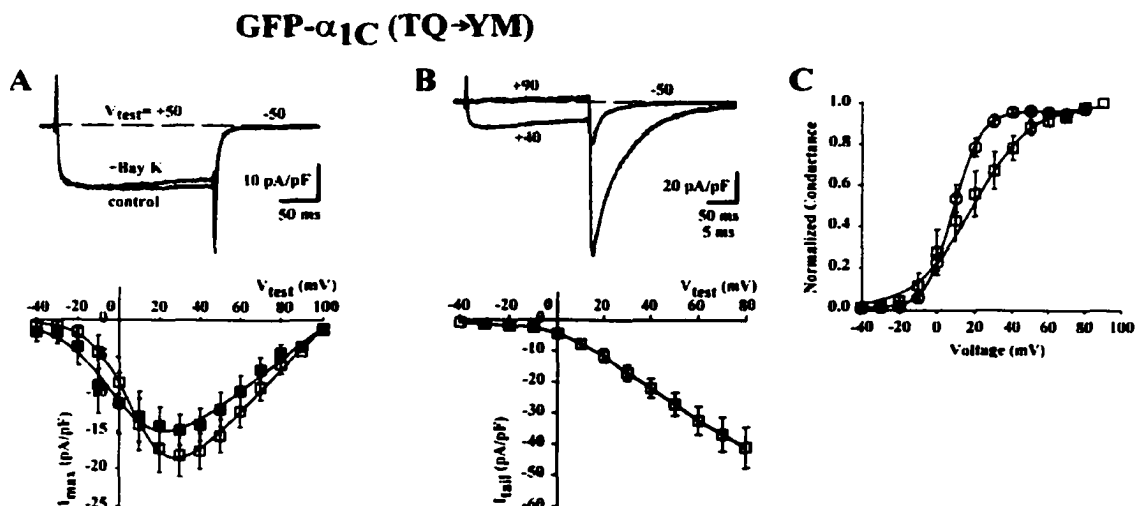 GFP-α1C (TQ→YM)
A
Vtest= +50
-50
+Bay K
control
10 pA/pF
50 ms
Vtest (mV)
-40 -20 0 20 40 60 80 100
-15
-20
-25
Imax (pA/pF)
B
+90
-50
+40
20 pA/pF
50 ms
5 ms
Vtest (mV)
-40 -20 0 20 40 60 80
-10
-20
-30
-40
-50
-60
Itail (pA/pF)
C
Normalized Conductance
1.0
0.8
0.6
0.4
0.2
0.0
-40 -20 0 20 40 60 80 100
Voltage (mV)